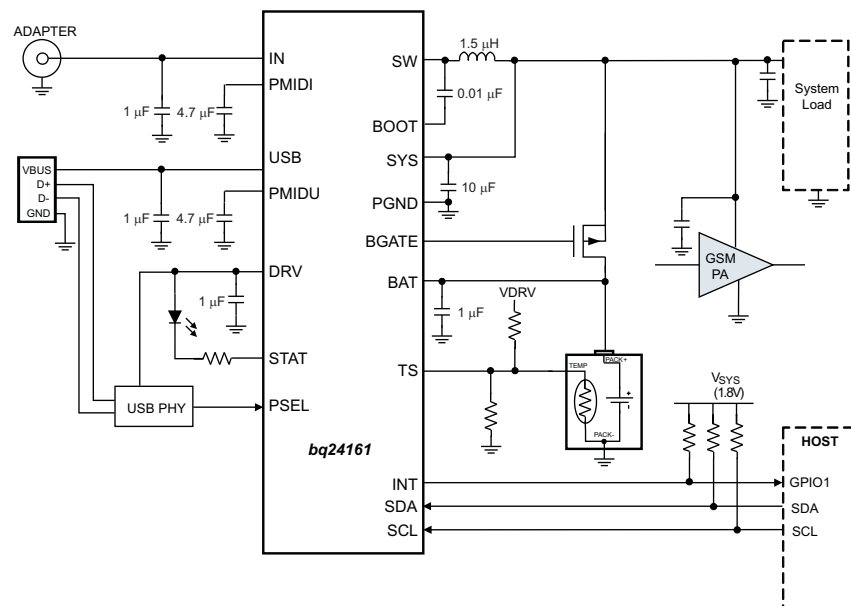 ADAPTER
IN
PMIDI
1 μF
4.7 μF
VBUS
D+
D-
GND
USB
PMIDU
1 μF
4.7 μF
DRV
1 μF
STAT
USB PHY
PSEL
bq24161
SW
1.5 μH
0.01 μF
BOOT
SYS
10 μF
PGND
BGATE
BAT
1 μF
VDRV
TS
TEMP
PACK+
+
-
PACK-
System
Load
GSM
PA
VSYS
(1.8V)
HOST
INT
GPIO1
SDA
SDA
SCL
SCL